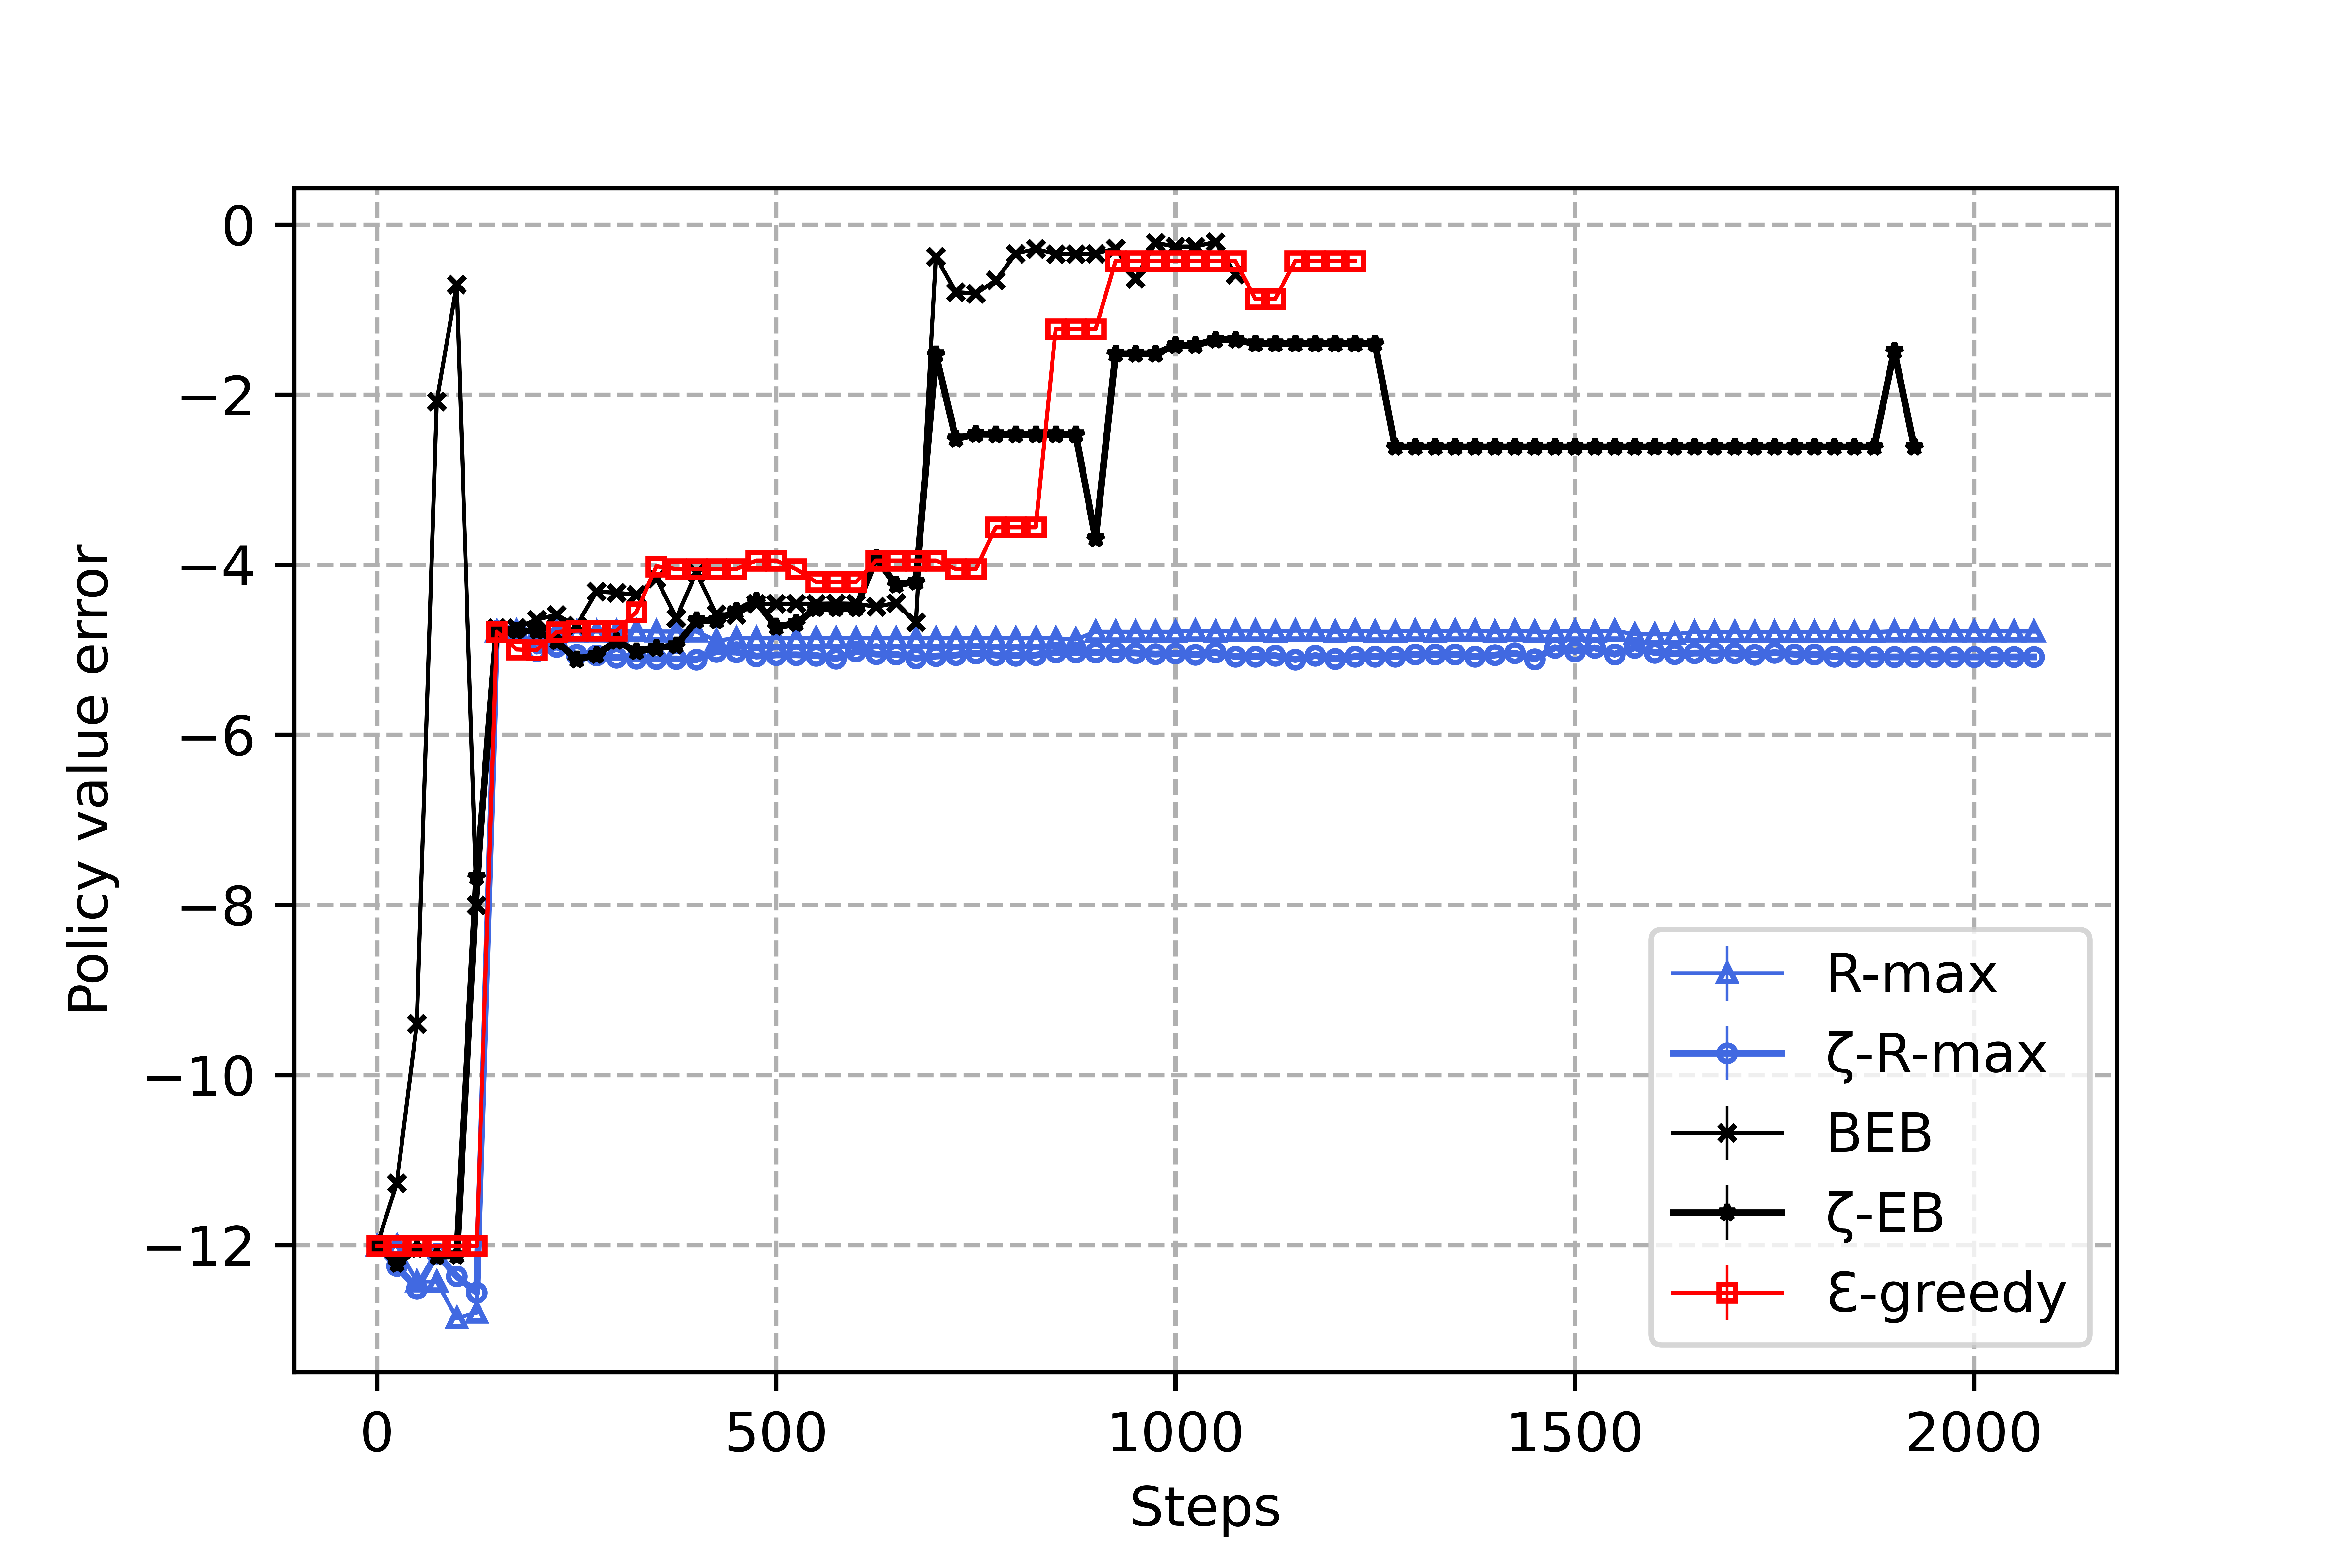 0
−2
−4
−6
−8
−10
−12
Policy value error
0 500 1000 1500 2000
Steps
R-max
ζ-R-max
BEB
ζ-EB
Ɛ-greedy